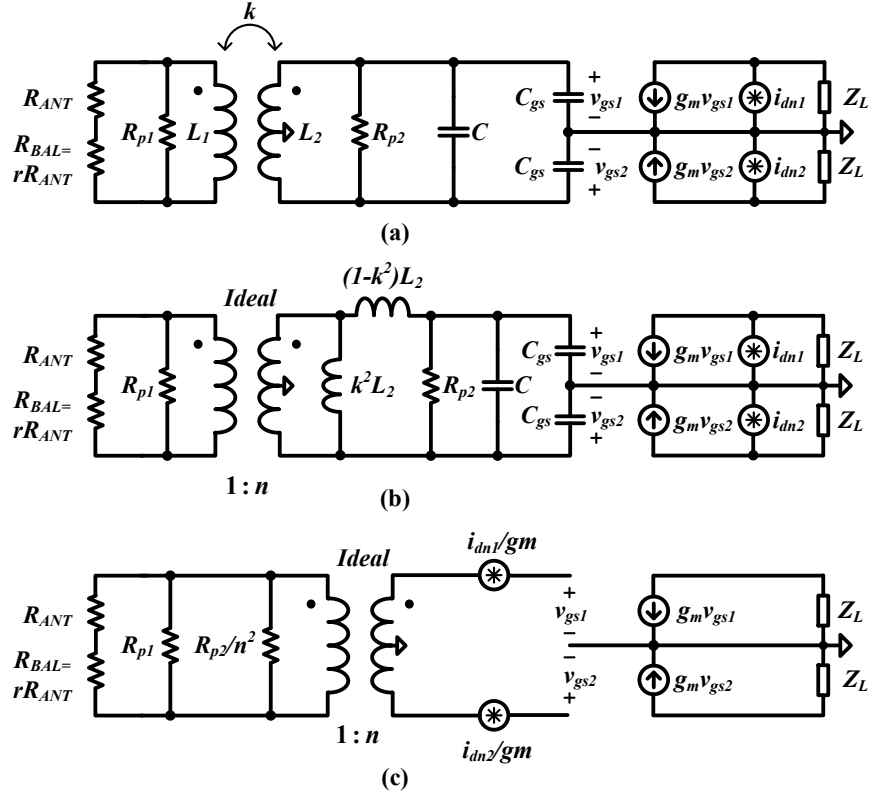 k
R_ANT R_p1 L_1 L_2 R_p2 C C_gs + v_gs1 − g_m v_gs1 i_dn1 Z_L
R_BAL= rR_ANT C_gs − v_gs2 + g_m v_gs2 i_dn2 Z_L
(a)
(1-k^2)L_2
Ideal
R_ANT R_p1 k^2L_2 R_p2 C C_gs + v_gs1 − g_m v_gs1 i_dn1 Z_L
R_BAL= rR_ANT C_gs − v_gs2 + g_m v_gs2 i_dn2 Z_L
1 : n
(b)
Ideal i_dn1/gm
R_ANT R_p1 R_p2/n^2 + v_gs1 − g_m v_gs1 Z_L
R_BAL= rR_ANT − v_gs2 + g_m v_gs2 Z_L
1 : n i_dn2/gm
(c)